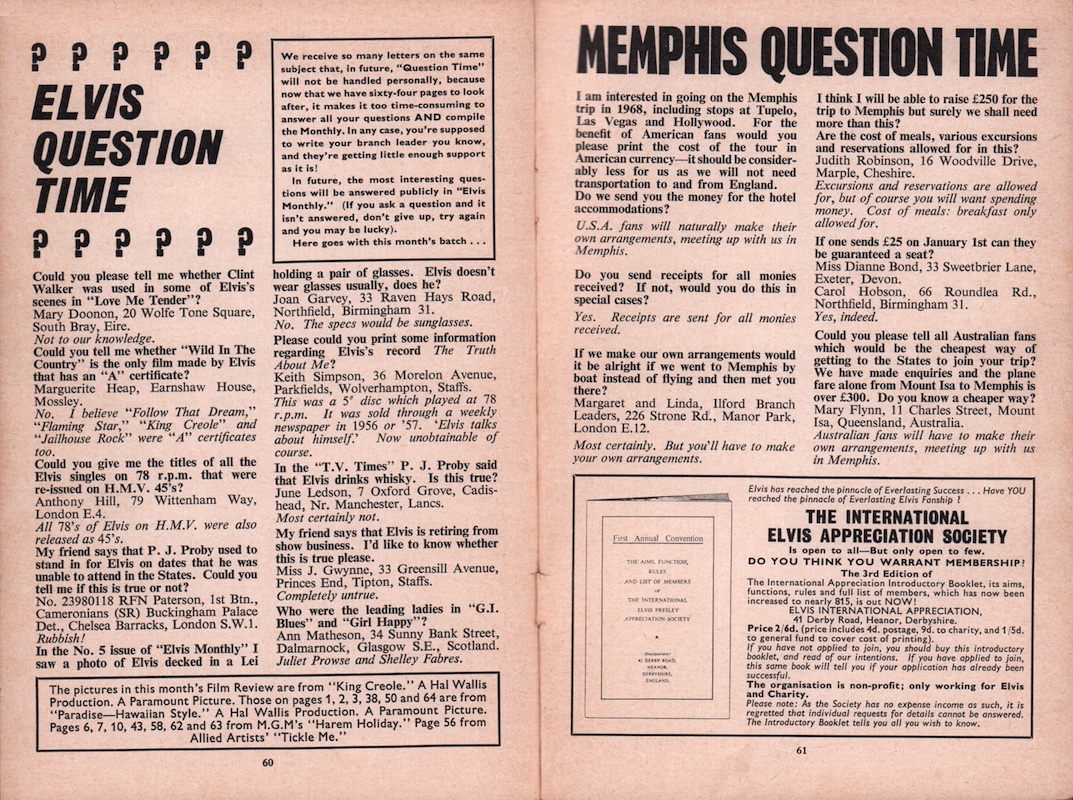 ? ? ? ? ? ?
ELVIS
QUESTION
TIME
? ? ? ? ? ?
We receive so many letters on the same
subject that, in future, "Question Time"
will not be handled personally, because
now that we have sixty-four pages to look
after, it makes it too time-consuming to
answer all your questions AND compile
the Monthly. In any case, you're supposed
to write your branch leader you know,
and they're getting little enough support
as it is!
In future, the most interesting ques-
tions will be answered publicly in "Elvis
Monthly." (If you ask a question and it
isn't answered, don't give up, try again
and you may be lucky).
Here goes with this month's batch . . .
Could you please tell me whether Clint
Walker was used in some of Elvis's
scenes in "Love Me Tender"?
Mary Doonon, 20 Wolfe Tone Square,
South Bray, Eire.
Not to our knowledge.
Could you tell me whether "Wild In The
Country" is the only film made by Elvis
that has an "A" certificate?
Marguerite Heap, Earnshaw House,
Mossley.
No. I believe "Follow That Dream,"
"Flaming Star," "King Creole" and
"Jailhouse Rock" were "A" certificates
too.
Could you give me the titles of all the
Elvis singles on 78 r.p.m. that were
re-issued on H.M.V. 45's?
Anthony Hill, 79 Wittenham Way,
London E.4.
All 78's of Elvis on H.M.V. were also
released as 45's.
My friend says that P. J. Proby used to
stand in for Elvis on dates that he was
unable to attend in the States. Could you
tell me if this is true or not?
No. 23980118 RFN Paterson, 1st Btn.,
Cameronians (SR) Buckingham Palace
Det., Chelsea Barracks, London S.W.1.
Rubbish!
In the No. 5 issue of "Elvis Monthly" I
saw a photo of Elvis decked in a Lei
holding a pair of glasses. Elvis doesn't
wear glasses usually, does he?
Joan Garvey, 33 Raven Hays Road,
Northfield, Birmingham 31.
No. The specs would be sunglasses.
Please could you print some information
regarding Elvis's record The Truth
About Me?
Keith Simpson, 36 Morelon Avenue,
Parkfields, Wolverhampton, Staffs.
This was a 5" disc which played at 78
r.p.m. It was sold through a weekly
newspaper in 1956 or '57. 'Elvis talks
about himself.' Now unobtainable of
course.
In the "T.V. Times" P. J. Proby said
that Elvis drinks whisky. Is this true?
June Ledson, 7 Oxford Grove, Cadis-
head, Nr. Manchester, Lancs.
Most certainly not.
My friend says that Elvis is retiring from
show business. I'd like to know whether
this is true please.
Miss J. Gwynne, 33 Greensill Avenue,
Princes End, Tipton, Staffs.
Completely untrue.
Who were the leading ladies in "G.I.
Blues" and "Girl Happy"?
Ann Matheson, 34 Sunny Bank Street,
Dalmarnock, Glasgow S.E., Scotland.
Juliet Prowse and Shelley Fabres.
The pictures in this month's Film Review are from "King Creole." A Hal Wallis
Production. A Paramount Picture. Those on pages 1, 2, 3, 38, 50 and 64 are from
"Paradise—Hawaiian Style." A Hal Wallis Production. A Paramount Picture.
Pages 6, 7, 10, 43, 58, 62 and 63 from M.G.M's "Harem Holiday." Page 56 from
Allied Artists' "Tickle Me."
60
MEMPHIS QUESTION TIME
I am interested in going on the Memphis
trip in 1968, including stops at Tupelo,
Las Vegas and Hollywood. For the
benefit of American fans would you
please print the cost of the tour in
American currency—it should be consider-
ably less for us as we will not need
transportation to and from England.
Do we send you the money for the hotel
accommodations?
U.S.A. fans will naturally make their
own arrangements, meeting up with us in
Memphis.
Do you send receipts for all monies
received? If not, would you do this in
special cases?
Yes. Receipts are sent for all monies
received.
If we make our own arrangements would
it be alright if we went to Memphis by
boat instead of flying and then met you
there?
Margaret and Linda, Ilford Branch
Leaders, 226 Strone Rd., Manor Park,
London E.12.
Most certainly. But you'll have to make
your own arrangements.
I think I will be able to raise £250 for the
trip to Memphis but surely we shall need
more than this?
Are the cost of meals, various excursions
and reservations allowed for in this?
Judith Robinson, 16 Woodville Drive,
Marple, Cheshire.
Excursions and reservations are allowed
for, but of course you will want spending
money. Cost of meals: breakfast only
allowed for.
If one sends £25 on January 1st can they
be guaranteed a seat?
Miss Dianne Bond, 33 Sweetbrier Lane,
Exeter, Devon.
Carol Hobson, 66 Roundlea Rd.,
Northfield, Birmingham 31.
Yes, indeed.
Could you please tell all Australian fans
which would be the cheapest way of
getting to the States to join your trip?
We have made enquiries and the plane
fare alone from Mount Isa to Memphis is
over £300. Do you know a cheaper way?
Mary Flynn, 11 Charles Street, Mount
Isa, Queensland, Australia.
Australian fans will have to make their
own arrangements, meeting up with us
in Memphis.
First Annual Convention
THE AIMS, FUNCTION,
RULES
AND LIST OF MEMBERS
OF
THE INTERNATIONAL
ELVIS PRESLEY
APPRECIATION SOCIETY
*
Headquarters:
41 DERBY ROAD,
HEANOR,
DERBYSHIRE,
ENGLAND.
Elvis has reached the pinnacle of Everlasting Success . . . Have YOU
reached the pinnacle of Everlasting Elvis Fanship ?
THE INTERNATIONAL
ELVIS APPRECIATION SOCIETY
Is open to all—But only open to few.
DO YOU THINK YOU WARRANT MEMBERSHIP?
The 3rd Edition of
The International Appreciation Introductory Booklet, its aims,
functions, rules and full list of members, which has now been
increased to nearly 815, is out NOW!
ELVIS INTERNATIONAL APPRECIATION,
41 Derby Road, Heanor, Derbyshire.
Price 2/6d. (price includes 4d. postage, 9d. to charity, and 1/5d.
to general fund to cover cost of printing).
If you have not applied to join, you should buy this introductory
booklet, and read of our intentions. If you have applied to join,
this same book will tell you if your application has already been
successful.
The organisation is non-profit; only working for Elvis
and Charity.
Please note: As the Society has no expense income as such, it is
regretted that individual requests for details cannot be answered.
The Introductory Booklet tells you all you wish to know.
61